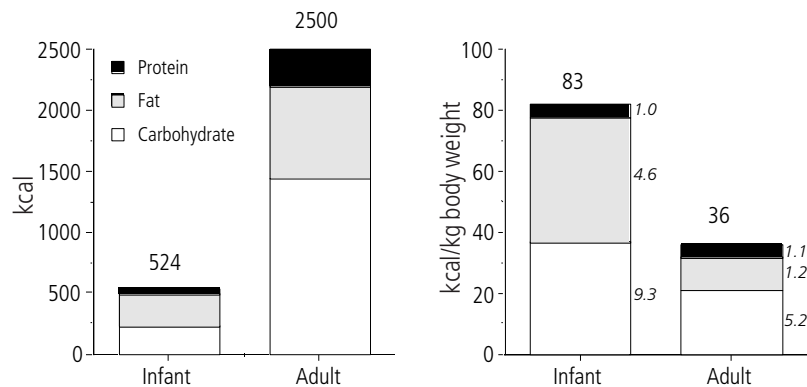 2500
2500
2000
1500
1000
500
0
kcal
Protein
Fat
Carbohydrate
524
Infant
Adult
100
80
60
40
20
0
kcal/kg body weight
83
1.0
4.6
9.3
36
1.1
1.2
5.2
Infant
Adult